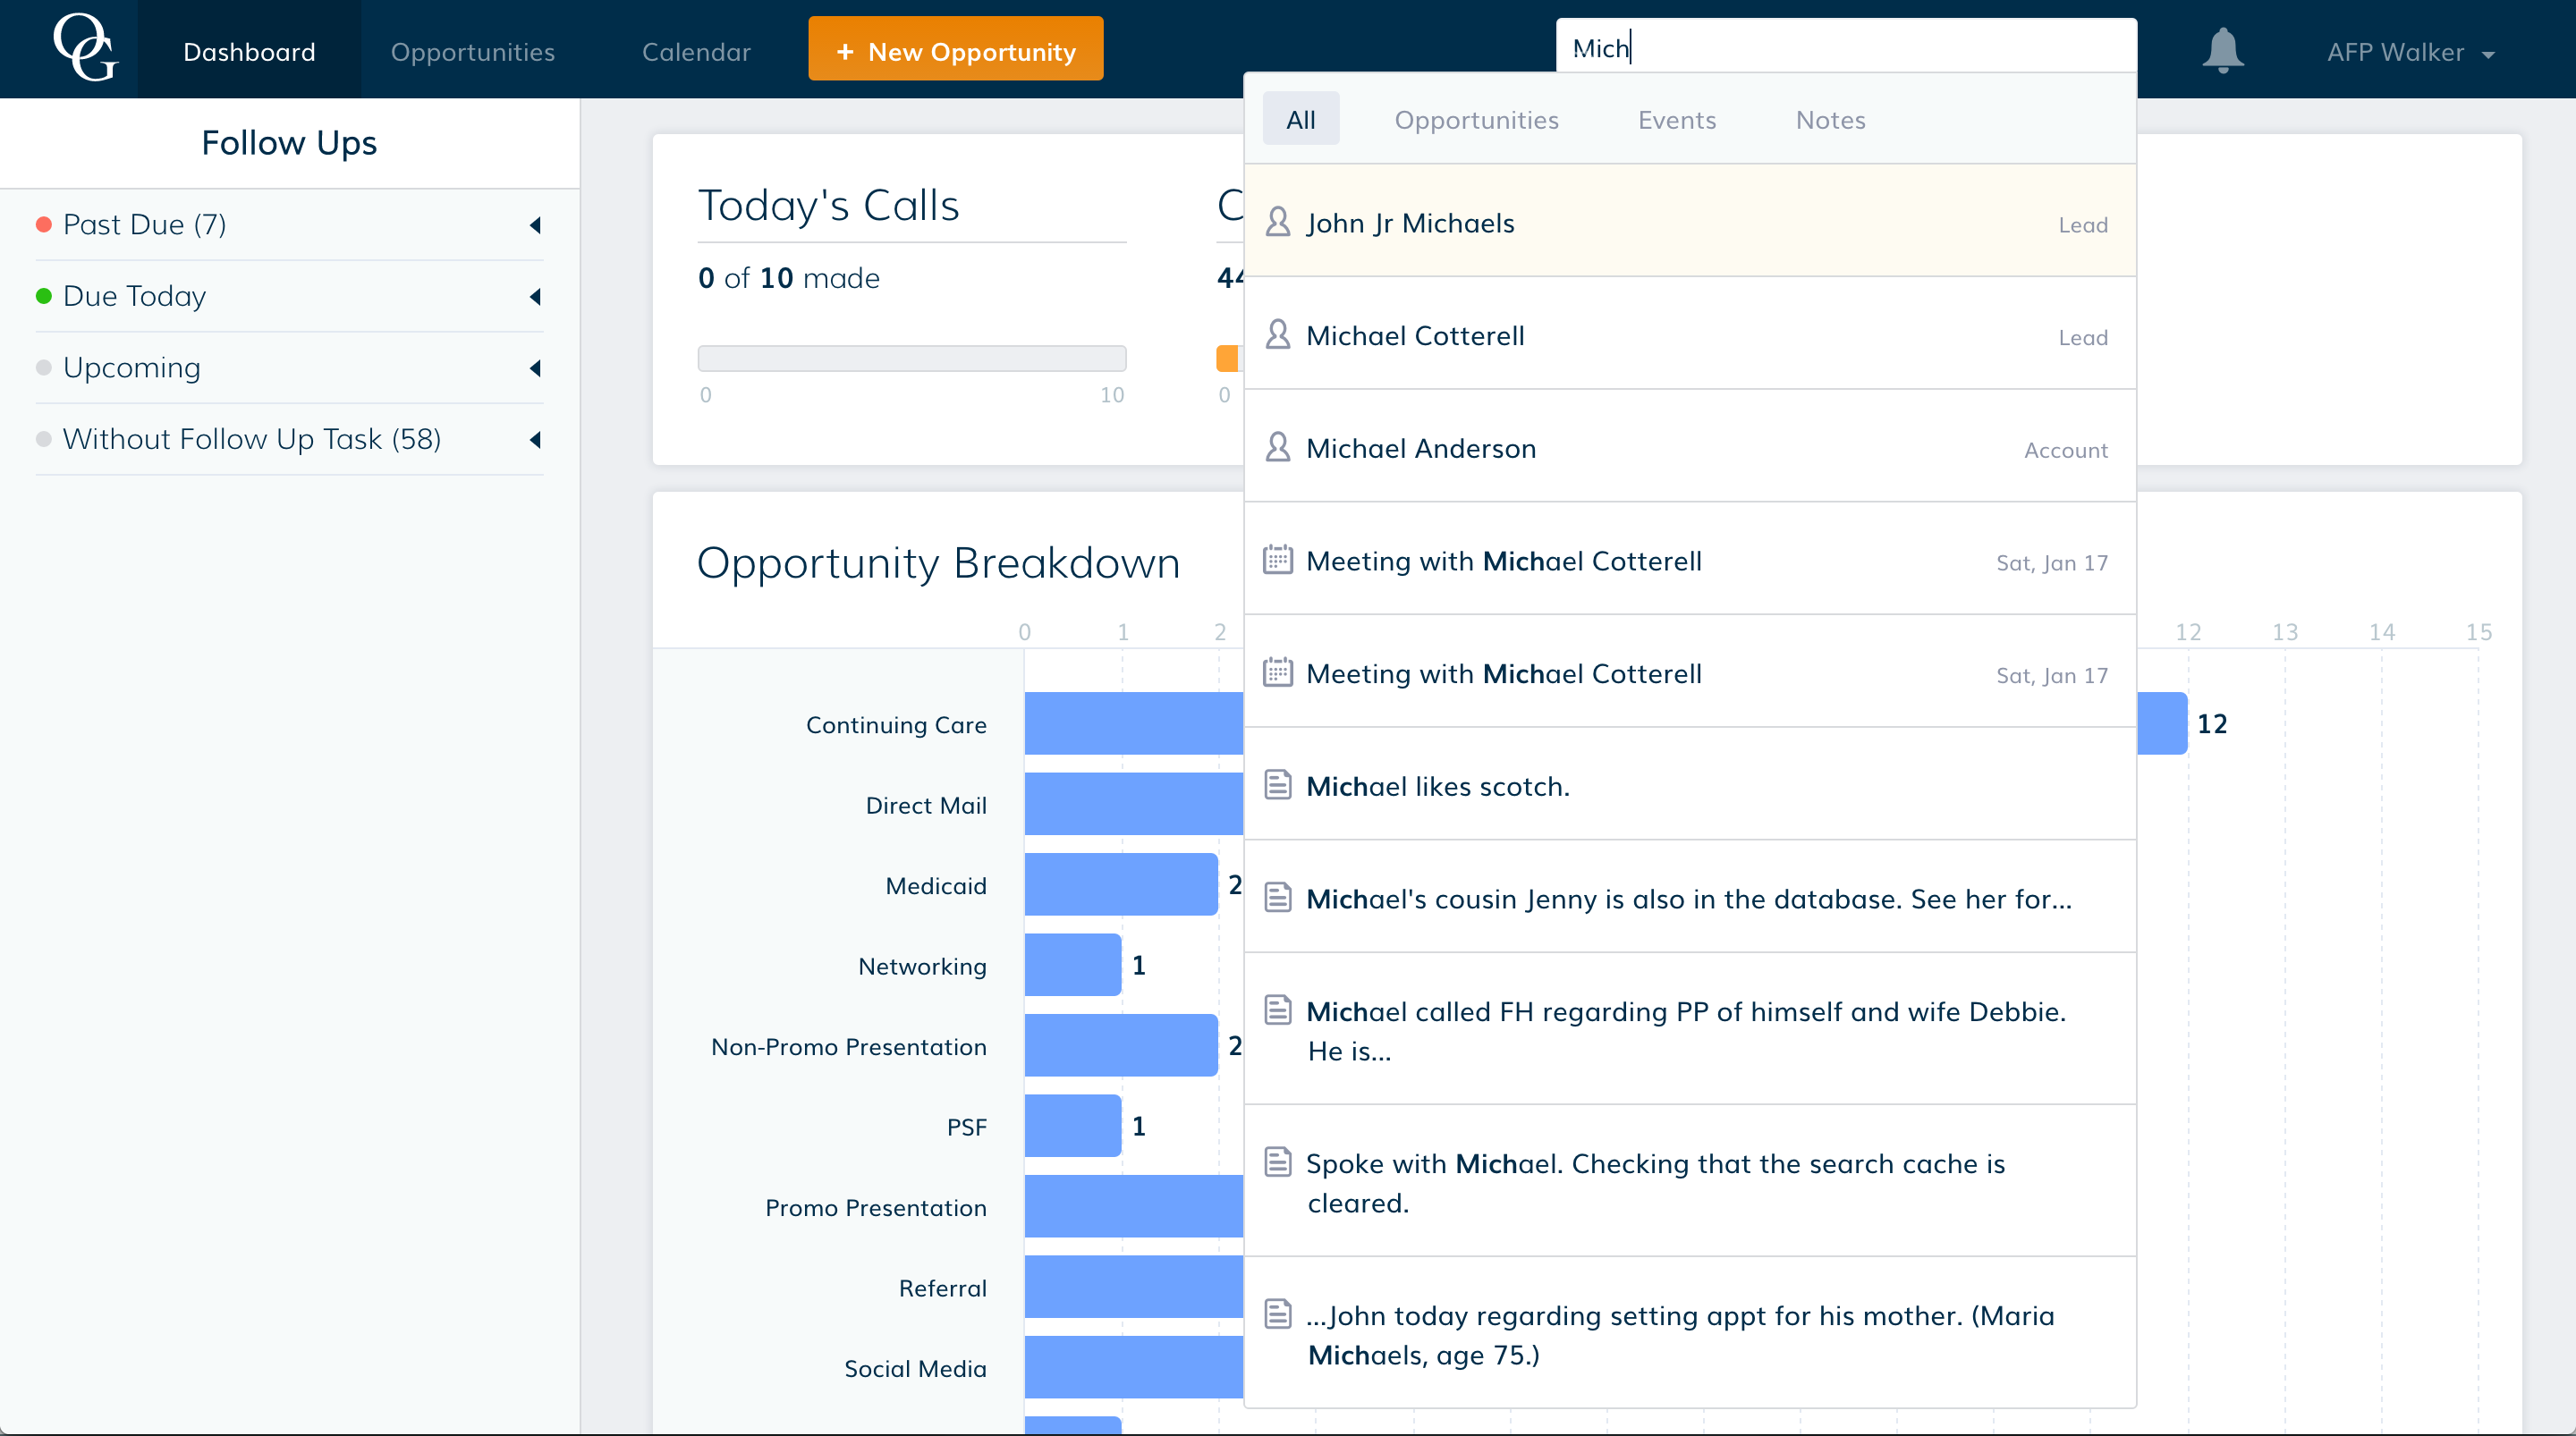 OG
Dashboard
Opportunities
Calendar
+ New Opportunity
Mich
AFP Walker
Follow Ups
Past Due (7)
Due Today
Upcoming
Without Follow Up Task (58)
Today's Calls
0 of 10 made
0
10
C
44
0
All
Opportunities
Events
Notes
John Jr Michaels
Lead
Michael Cotterell
Lead
Michael Anderson
Account
Meeting with Michael Cotterell
Sat, Jan 17
Meeting with Michael Cotterell
Sat, Jan 17
Michael likes scotch.
Michael's cousin Jenny is also in the database. See her for...
Michael called FH regarding PP of himself and wife Debbie.
He is...
Spoke with Michael. Checking that the search cache is
cleared.
...John today regarding setting appt for his mother. (Maria
Michaels, age 75.)
Opportunity Breakdown
0 1 2 12 13 14 15
Continuing Care
12
Direct Mail
Medicaid
2
Networking
1
Non-Promo Presentation
2
PSF
1
Promo Presentation
Referral
Social Media